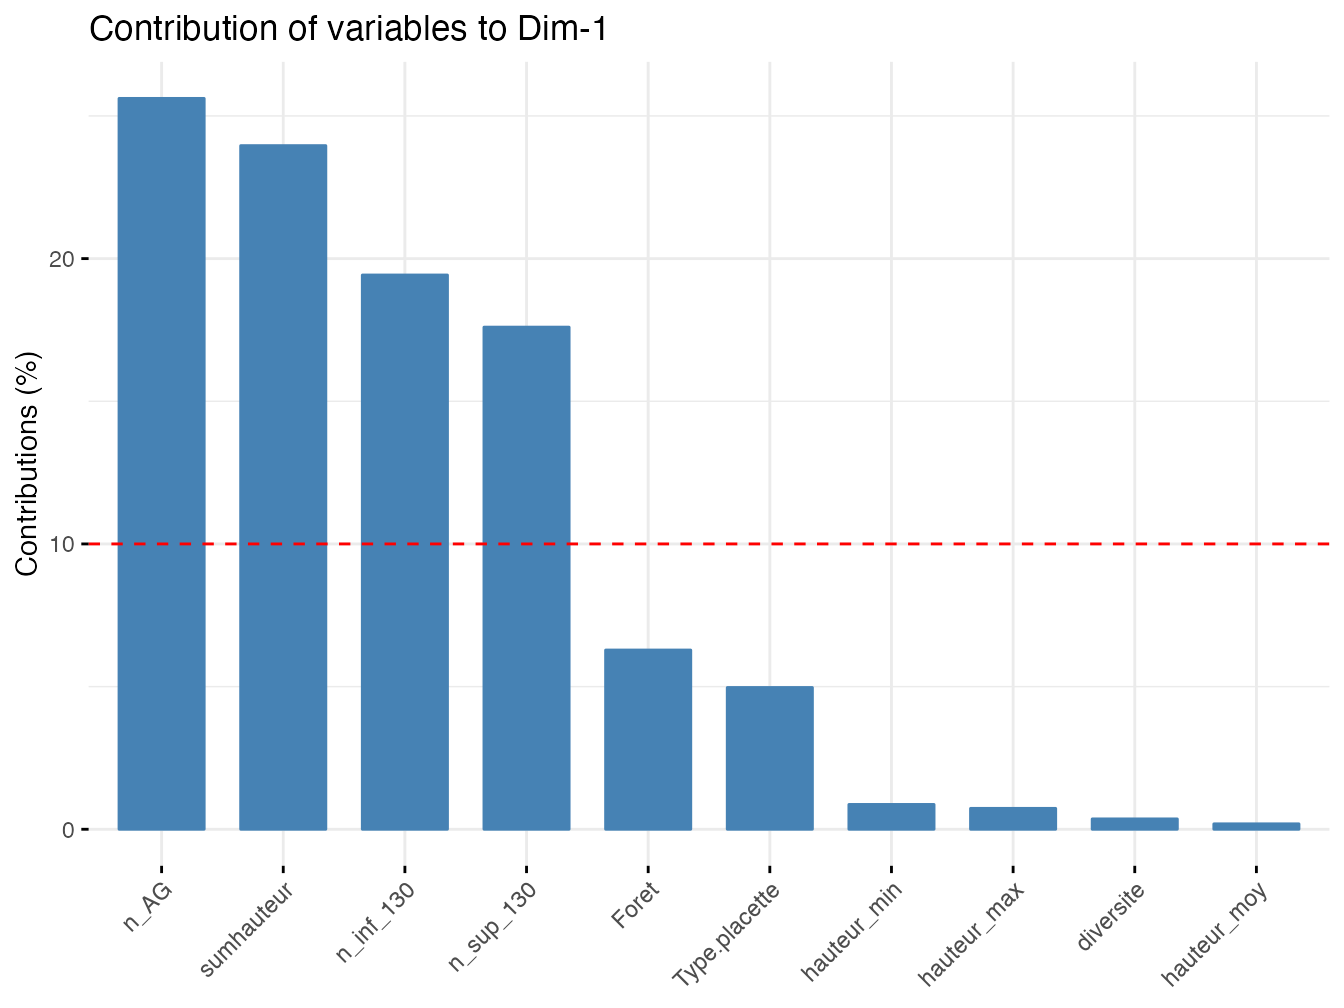 Contribution of variables to Dim-1
Contributions (%)
20
10
0
n_AG
sumhauteur
n_inf_130
n_sup_130
Foret
Type.placette
hauteur_min
hauteur_max
diversite
hauteur_moy